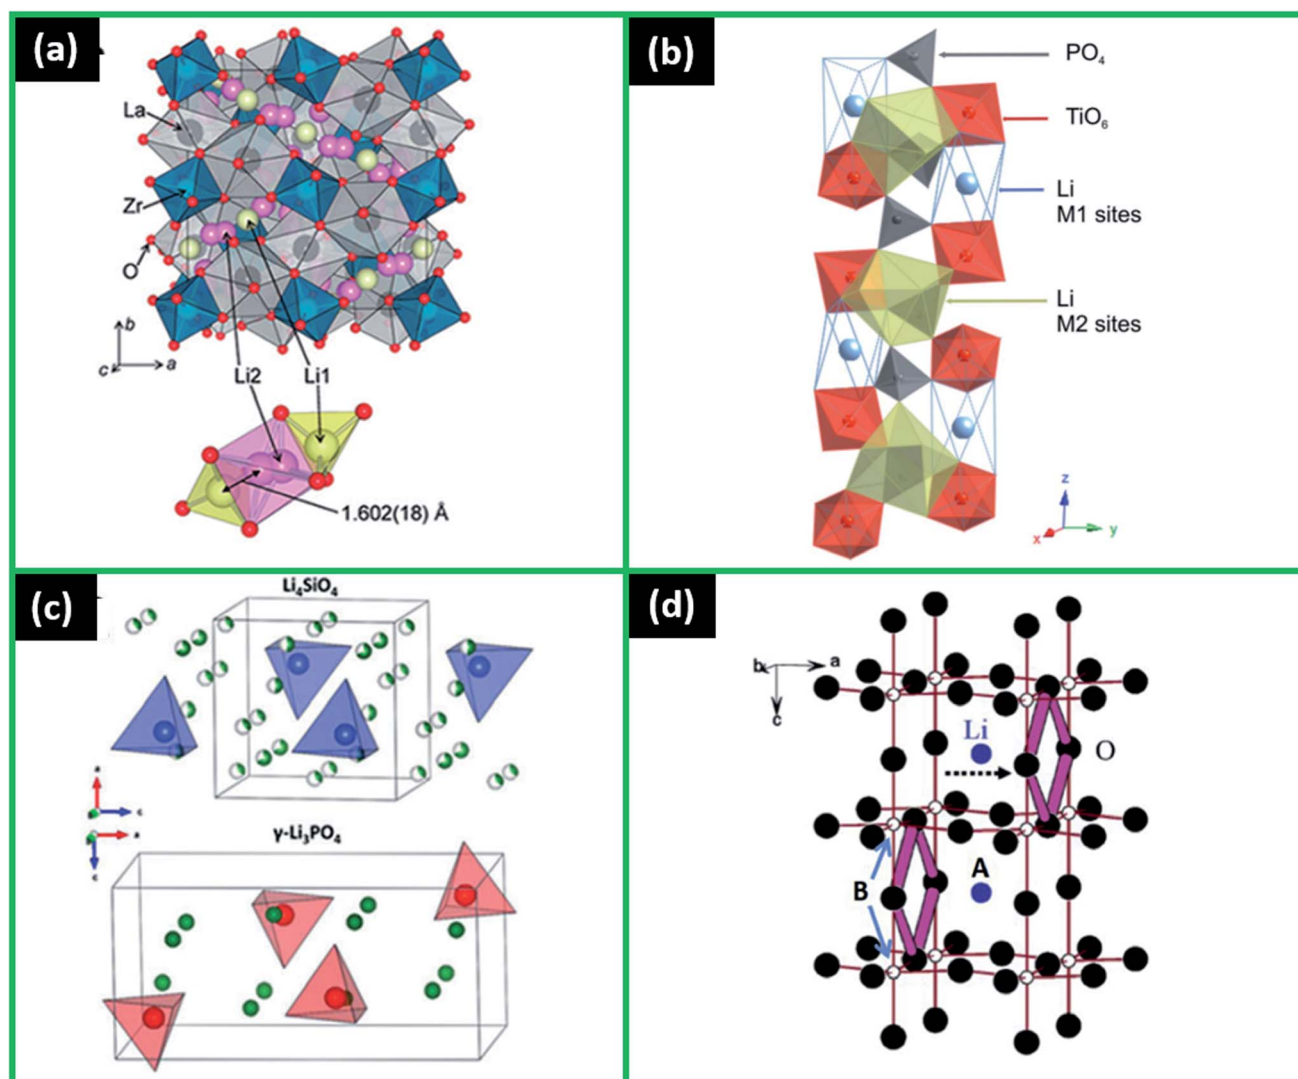 (a)
La
Zr
O
b
c
a
Li2
Li1
1.602(18) Å
(b)
PO₄
TiO₆
Li
M1 sites
Li
M2 sites
z
x
y
(c)
Li₄SiO₄
a
c
a
c
γ-Li₃PO₄
(d)
b
a
c
Li
O
A
B